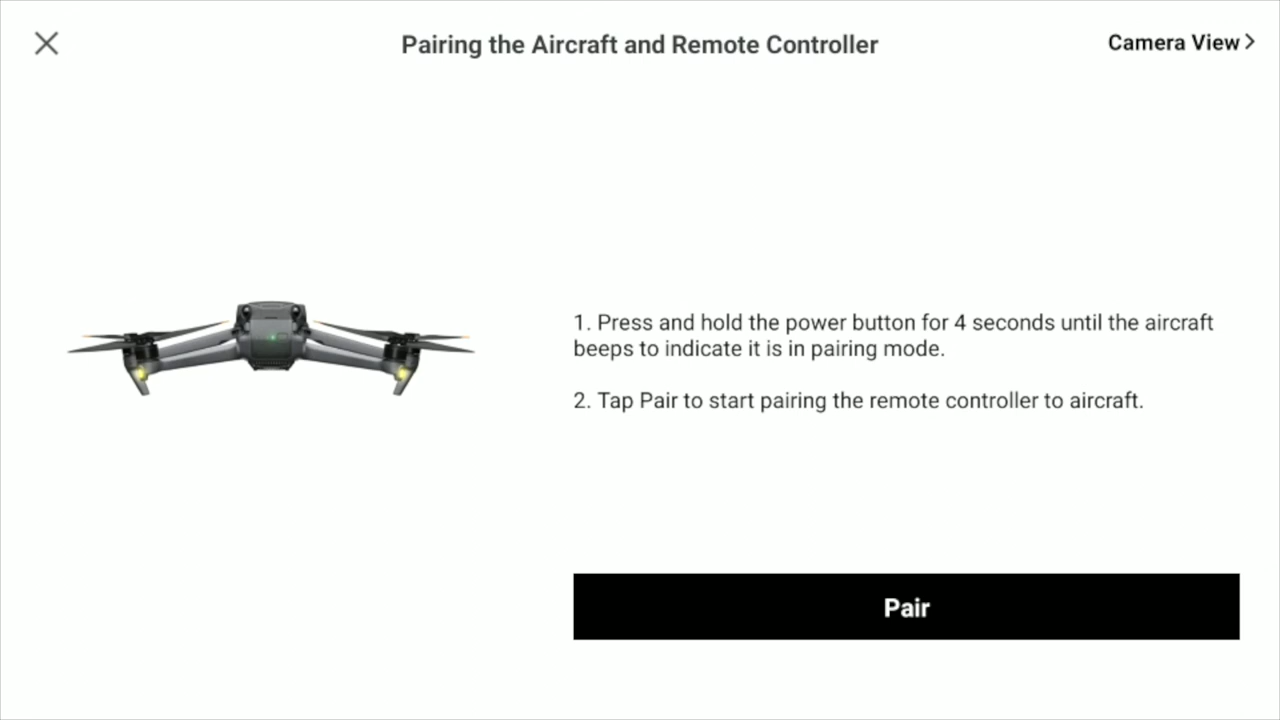 Pairing the Aircraft and Remote Controller
Camera View
1. Press and hold the power button for 4 seconds until the aircraft
beeps to indicate it is in pairing mode.
2. Tap Pair to start pairing the remote controller to aircraft.
Pair